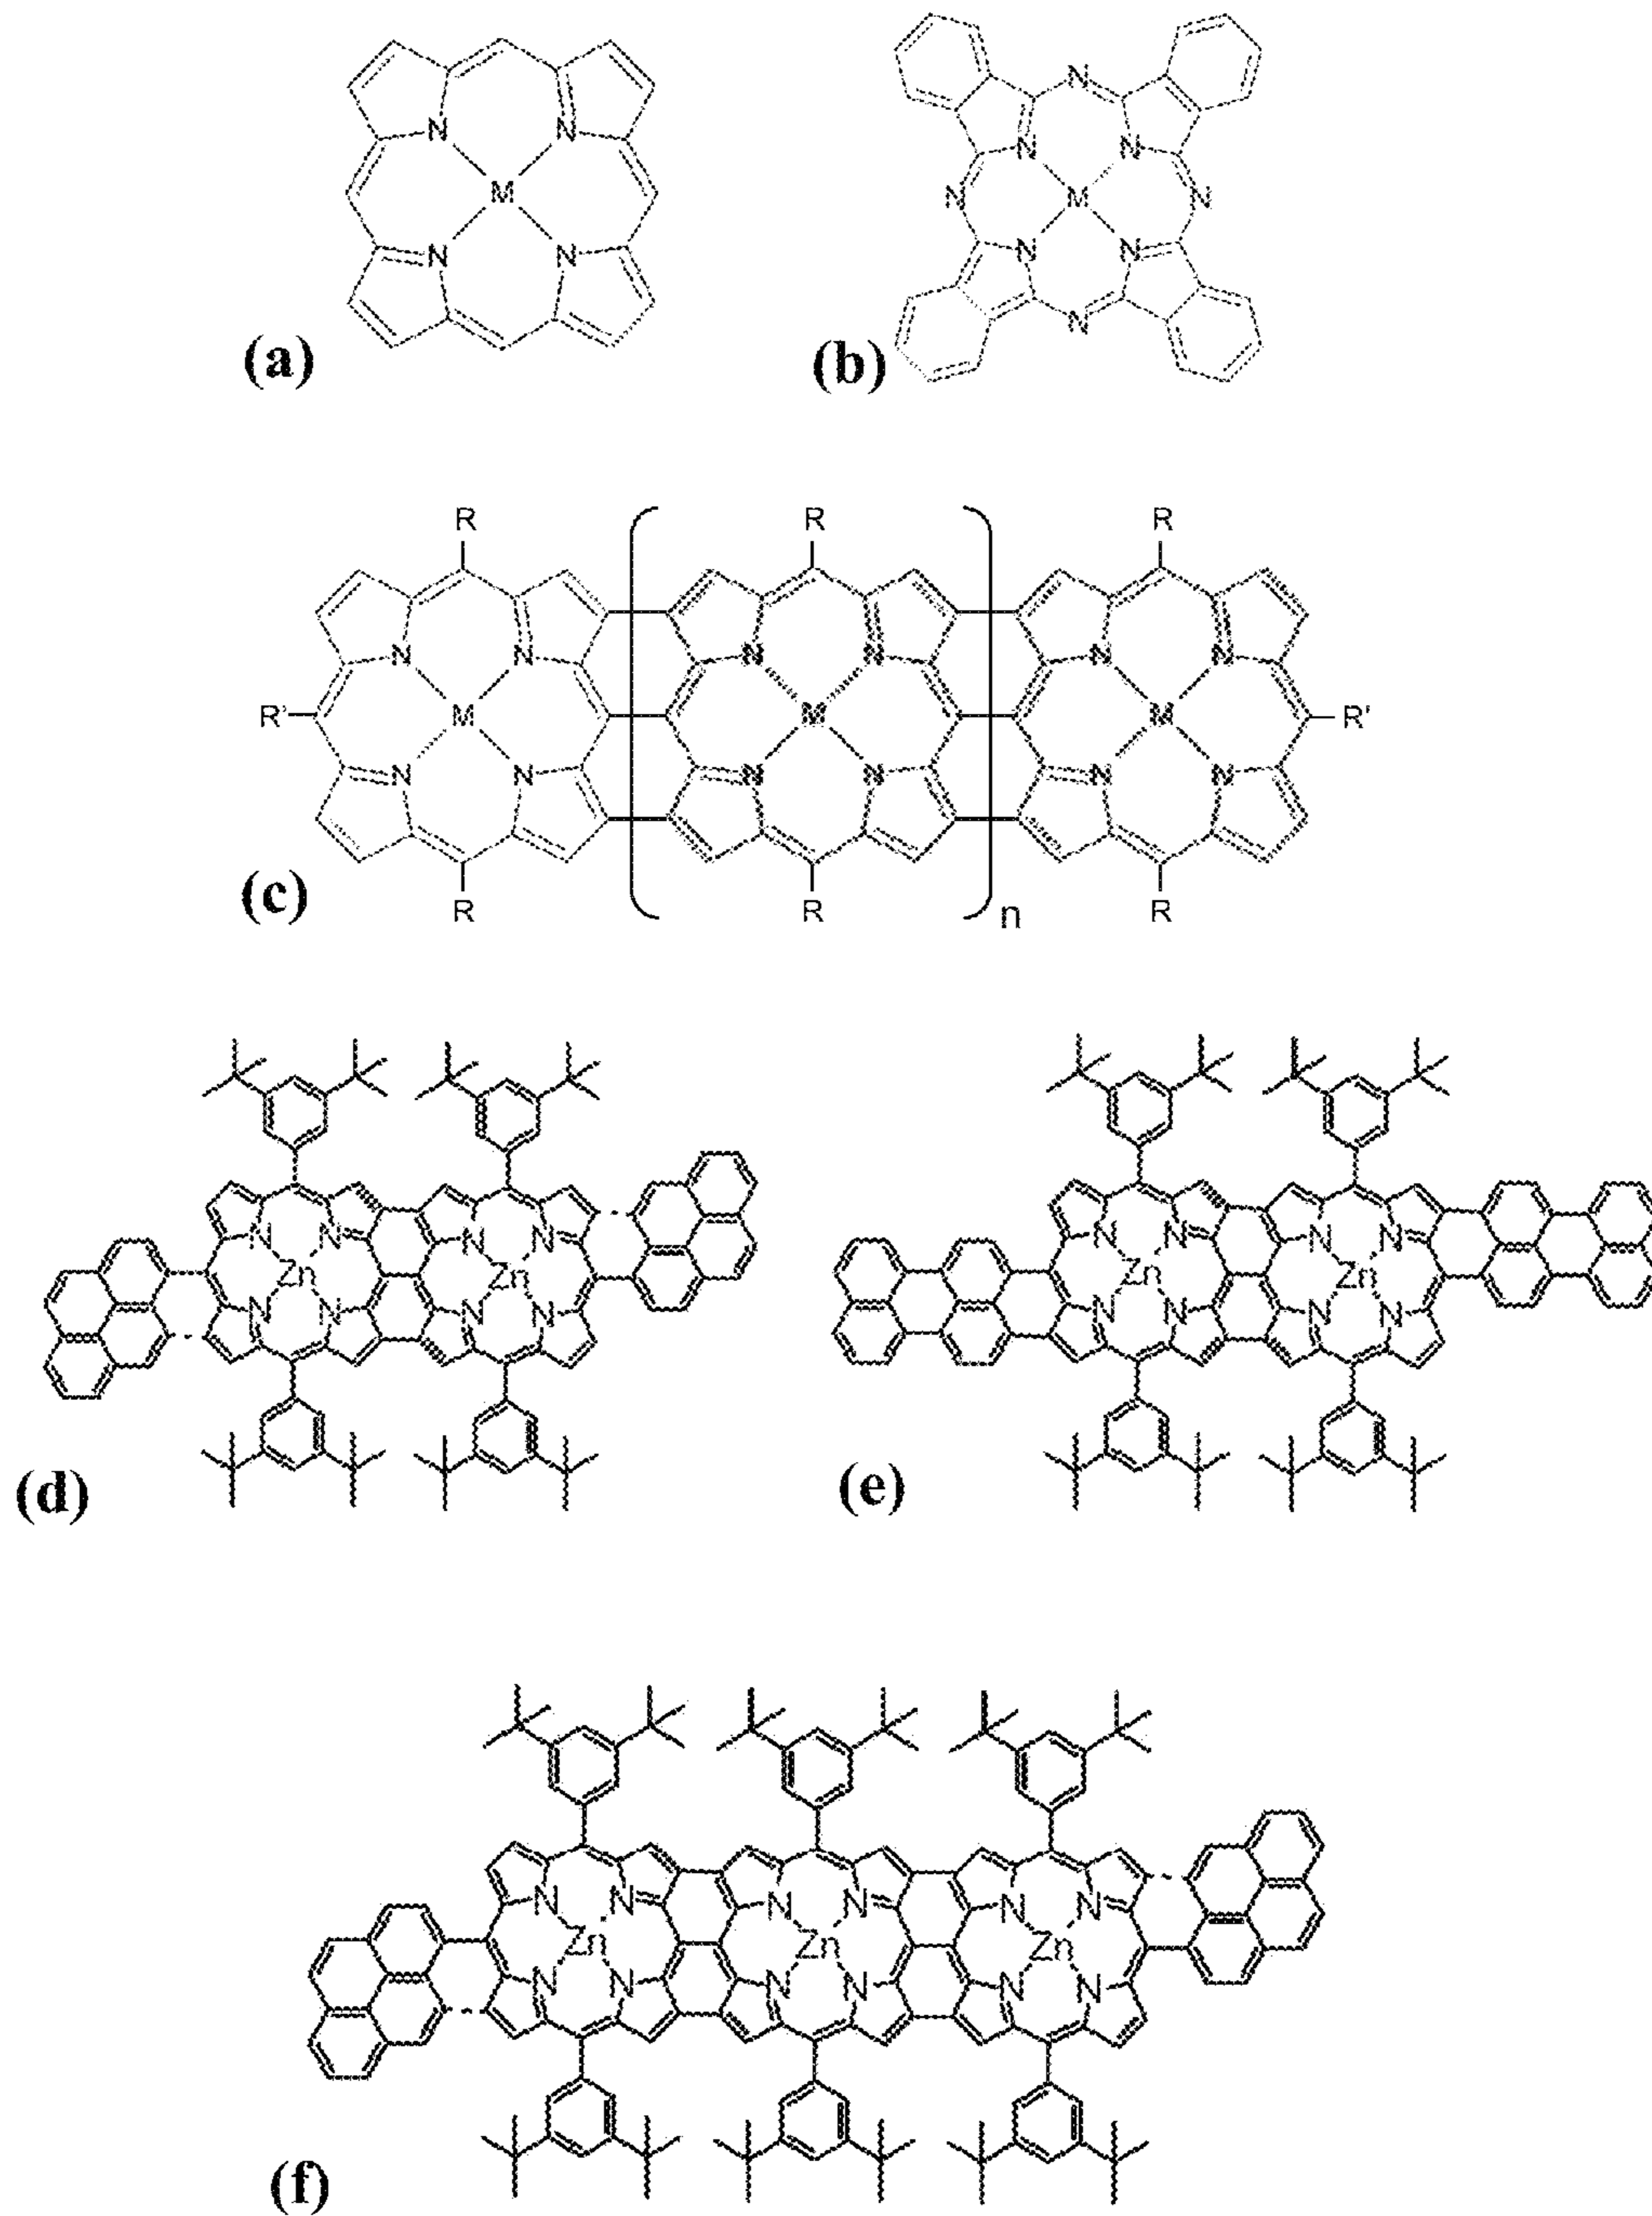 N N N
N M N N M N
N N N N N
(a) (b) N
R R R
N N N N N N
R' M M M R'
N N N N N N
(c) R R n R
N N N N N N N N
Zn Zn Zn Zn
N N N N N N N N
(d) (e)
N N N N N N
Zn Zn Zn
N N N N N N
(f)